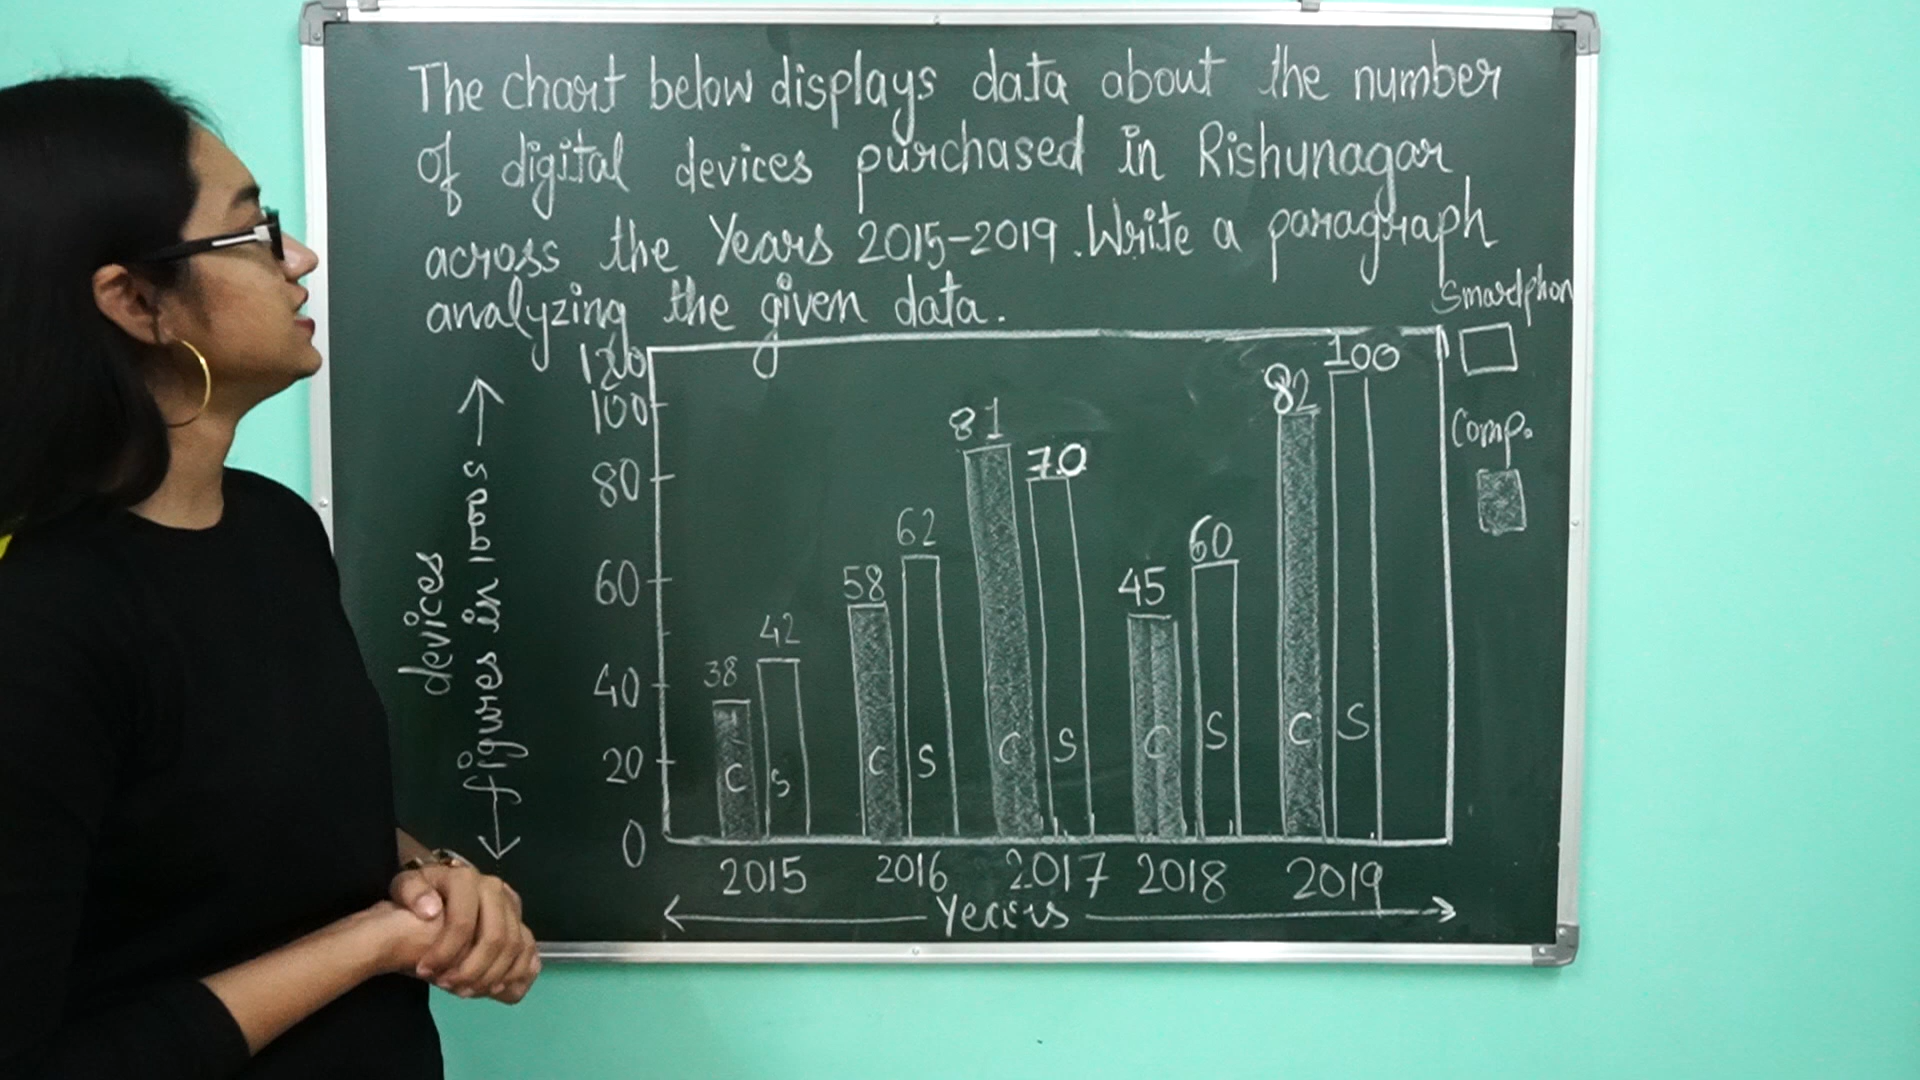 The chart below displays data about the number
of digital devices purchased in Rishunagar
across the Years 2015-2019. Write a paragraph
analyzing the given data.
Smartphon
Comp.
devices
figures in 1000s
120
100
80
60
40
20
0
38 42 58 62 81 70 45 60 82 100
C S C S C S C S C S
2015 2016 2017 2018 2019
Years